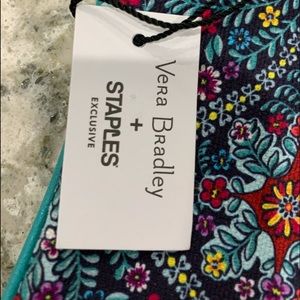 Vera Bradley
+
STAPLES
EXCLUSIVE